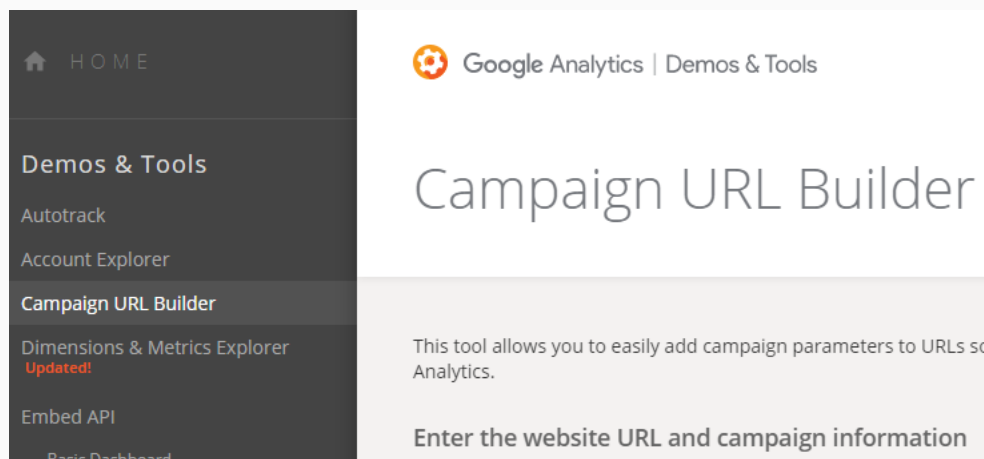 HOME
Demos & Tools
Autotrack
Account Explorer
Campaign URL Builder
Dimensions & Metrics Explorer
Updated!
Embed API
Basic Dashboard
Google Analytics | Demos & Tools
Campaign URL Builder
This tool allows you to easily add campaign parameters to URLs so
Analytics.
Enter the website URL and campaign information